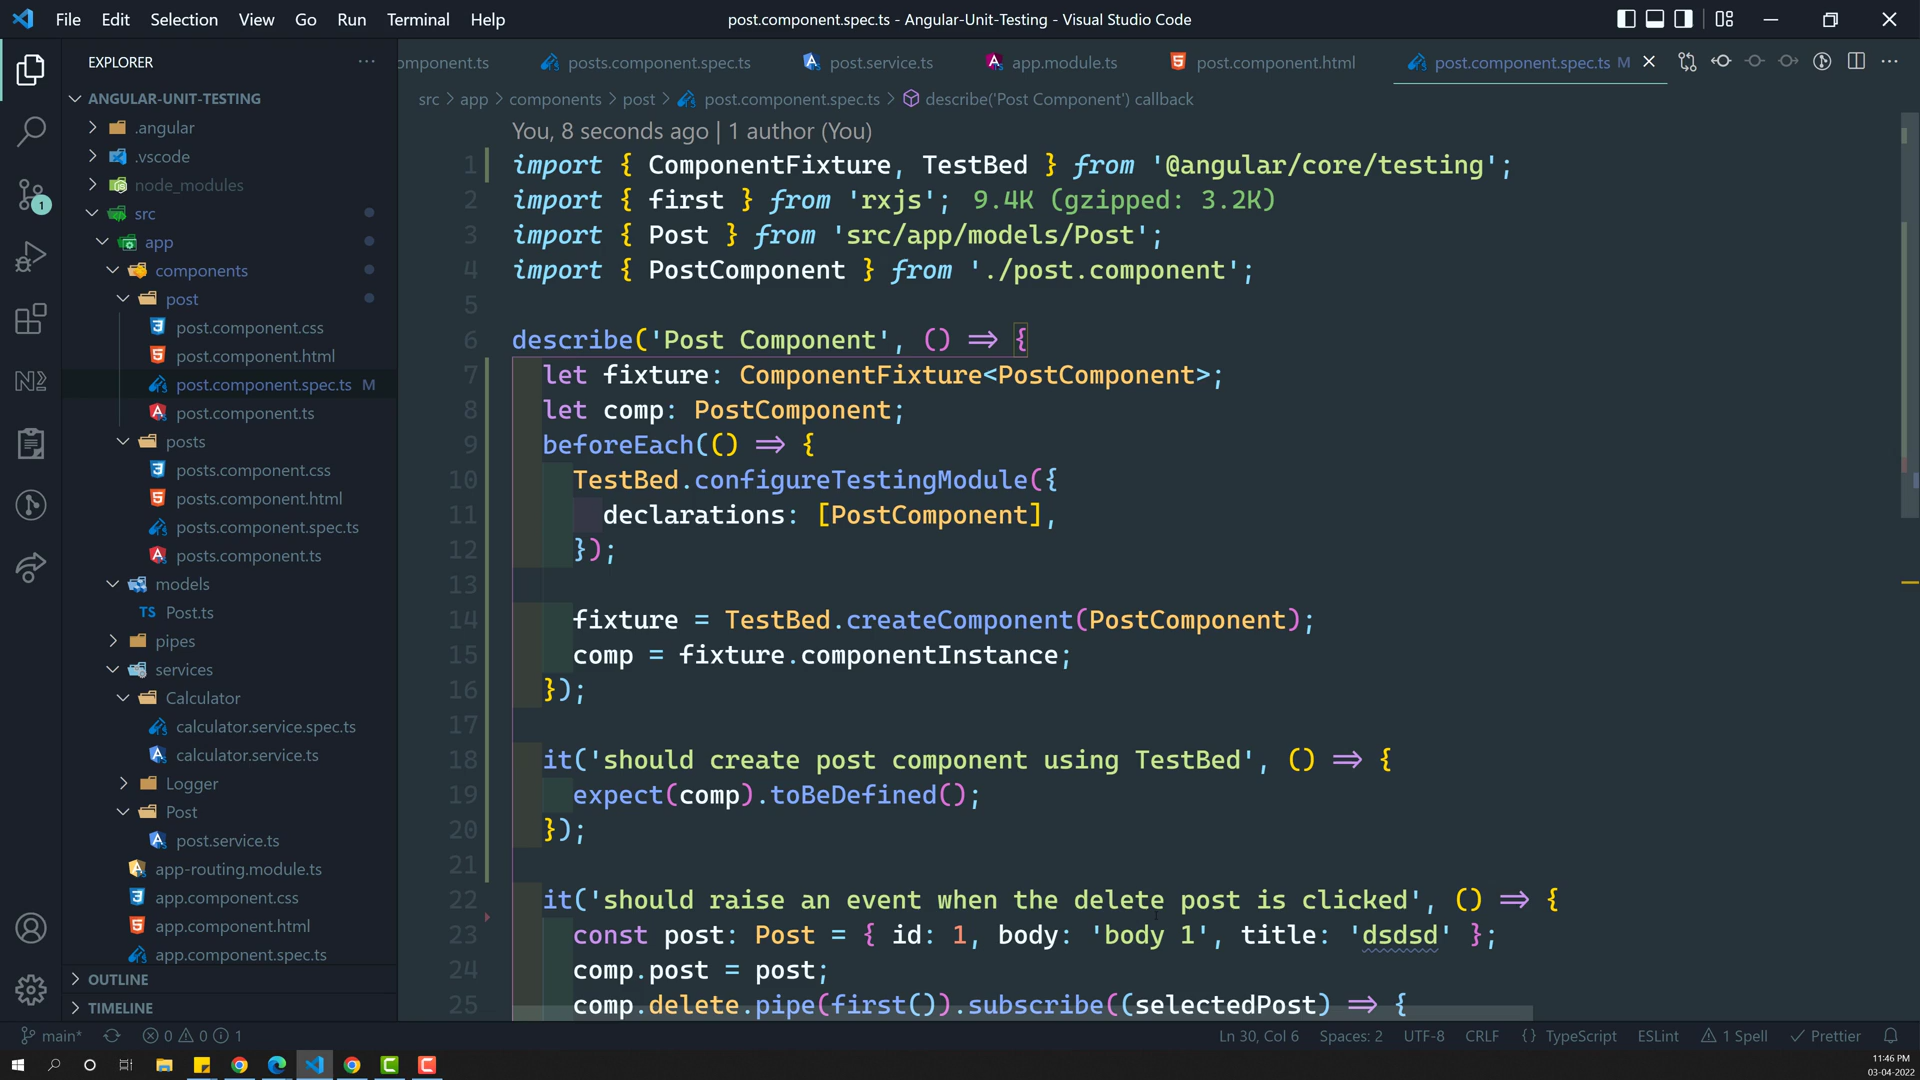 File Edit Selection View Go Run Terminal Help
post.component.spec.ts - Angular-Unit-Testing - Visual Studio Code
EXPLORER
omponent.ts posts.component.spec.ts post.service.ts app.module.ts post.component.html post.component.spec.ts M
src > app > components > post > post.component.spec.ts > describe('Post Component') callback
ANGULAR-UNIT-TESTING
.angular
.vscode
node_modules
src
app
components
post
post.component.css
post.component.html
post.component.spec.ts M
post.component.ts
posts
posts.component.css
posts.component.html
posts.component.spec.ts
posts.component.ts
models
TS Post.ts
pipes
services
Calculator
calculator.service.spec.ts
calculator.service.ts
Logger
Post
post.service.ts
app-routing.module.ts
app.component.css
app.component.html
app.component.spec.ts
OUTLINE
TIMELINE
1
You, 8 seconds ago | 1 author (You)
1 import { ComponentFixture, TestBed } from '@angular/core/testing';
2 import { first } from 'rxjs'; 9.4K (gzipped: 3.2K)
3 import { Post } from 'src/app/models/Post';
4 import { PostComponent } from './post.component';
5
6 describe('Post Component', () => {
7 let fixture: ComponentFixture<PostComponent>;
8 let comp: PostComponent;
9 beforeEach(() => {
10 TestBed.configureTestingModule({
11 declarations: [PostComponent],
12 });
13
14 fixture = TestBed.createComponent(PostComponent);
15 comp = fixture.componentInstance;
16 });
17
18 it('should create post component using TestBed', () => {
19 expect(comp).toBeDefined();
20 });
21
22 it('should raise an event when the delete post is clicked', () => {
23 const post: Post = { id: 1, body: 'body 1', title: 'dsdsd' };
24 comp.post = post;
25 comp.delete.pipe(first()).subscribe((selectedPost) => {
main* 0 0 1 Ln 30, Col 6 Spaces: 2 UTF-8 CRLF {} TypeScript ESLint 1 Spell Prettier
11:46 PM
03-04-2022